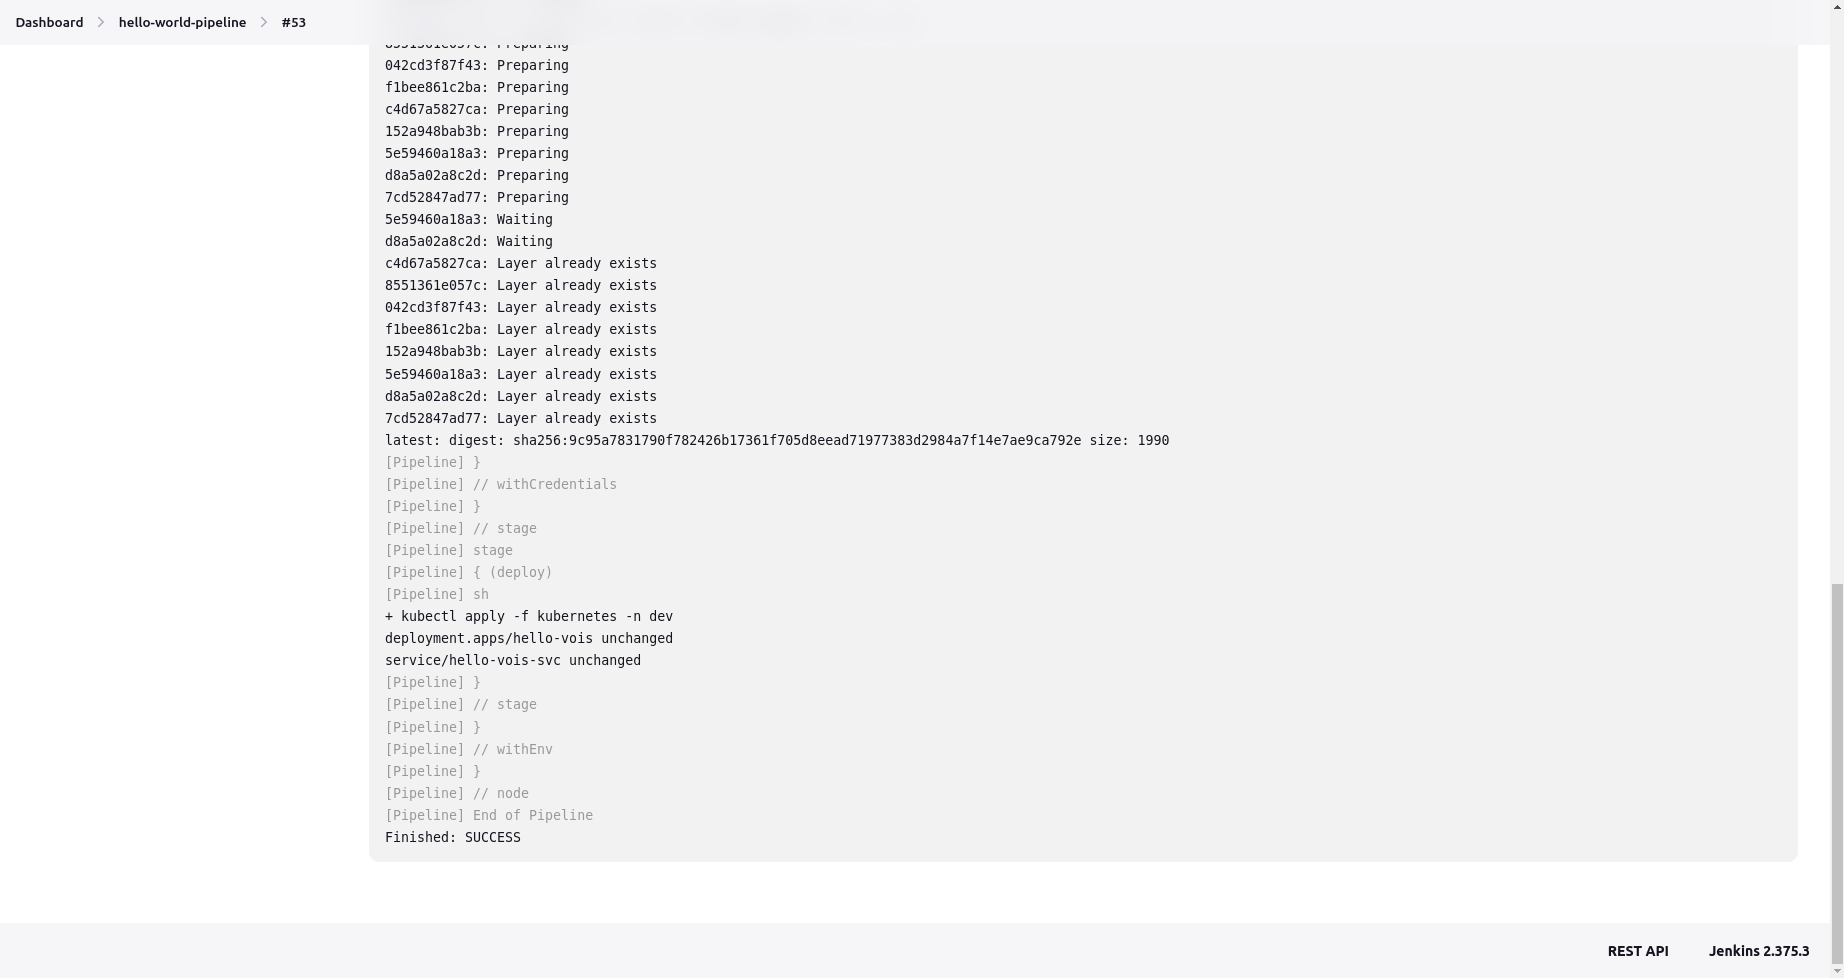 Dashboard > hello-world-pipeline > #53
8551361e057c: Preparing
042cd3f87f43: Preparing
f1bee861c2ba: Preparing
c4d67a5827ca: Preparing
152a948bab3b: Preparing
5e59460a18a3: Preparing
d8a5a02a8c2d: Preparing
7cd52847ad77: Preparing
5e59460a18a3: Waiting
d8a5a02a8c2d: Waiting
c4d67a5827ca: Layer already exists
8551361e057c: Layer already exists
042cd3f87f43: Layer already exists
f1bee861c2ba: Layer already exists
152a948bab3b: Layer already exists
5e59460a18a3: Layer already exists
d8a5a02a8c2d: Layer already exists
7cd52847ad77: Layer already exists
latest: digest: sha256:9c95a7831790f782426b17361f705d8eead71977383d2984a7f14e7ae9ca792e size: 1990
[Pipeline] }
[Pipeline] // withCredentials
[Pipeline] }
[Pipeline] // stage
[Pipeline] stage
[Pipeline] { (deploy)
[Pipeline] sh
+ kubectl apply -f kubernetes -n dev
deployment.apps/hello-vois unchanged
service/hello-vois-svc unchanged
[Pipeline] }
[Pipeline] // stage
[Pipeline] }
[Pipeline] // withEnv
[Pipeline] }
[Pipeline] // node
[Pipeline] End of Pipeline
Finished: SUCCESS
REST API Jenkins 2.375.3